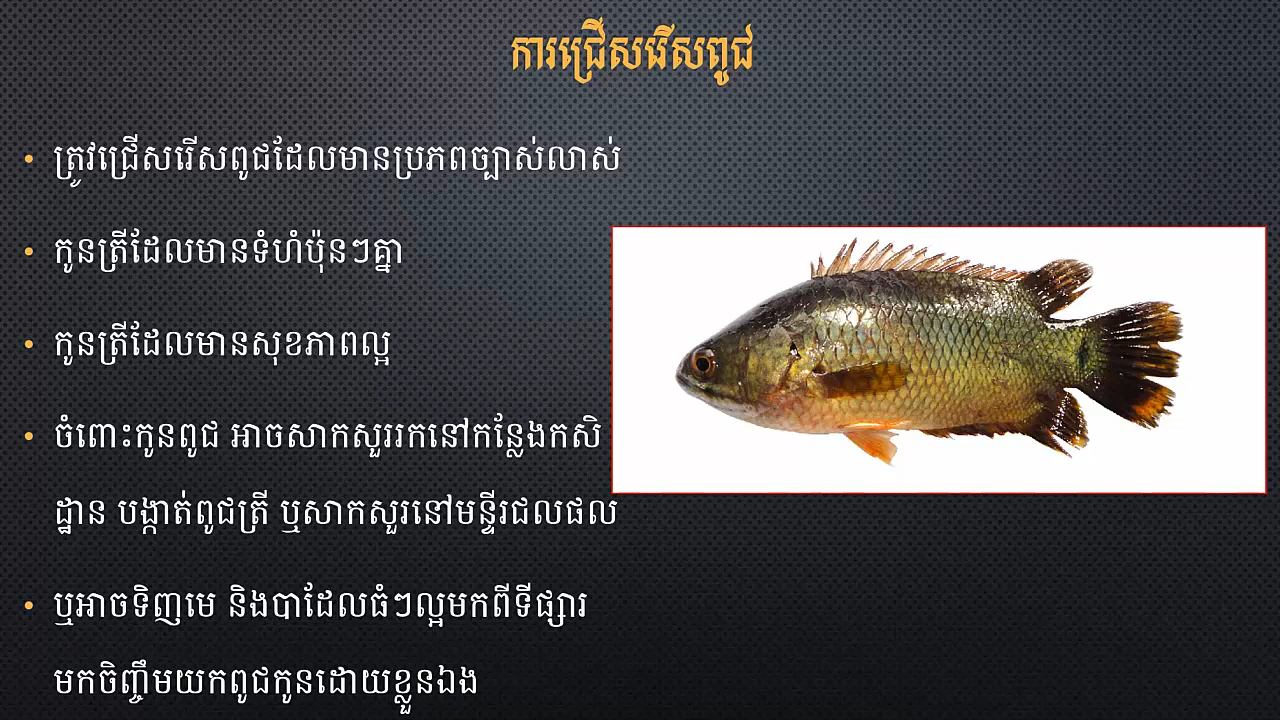 ការជ្រើសរើសពូជ
• ត្រូវជ្រើសរើសពូជដែលមានប្រភពច្បាស់លាស់
• កូនត្រីដែលមានទំហំប៉ុនៗគ្នា
• កូនត្រីដែលមានសុខភាពល្អ
• ចំពោះកូនពូជ អាចសាកសួររកនៅកន្លែងកសិ
ដ្ឋាន បង្កាត់ពូជត្រី ឬសាកសួរនៅមន្ទីរជលផល
• ឬអាចទិញមេ និងបាដែលធំៗល្អមកពីទីផ្សារ
មកចិញ្ចឹមយកពូជកូនដោយខ្លួនឯង